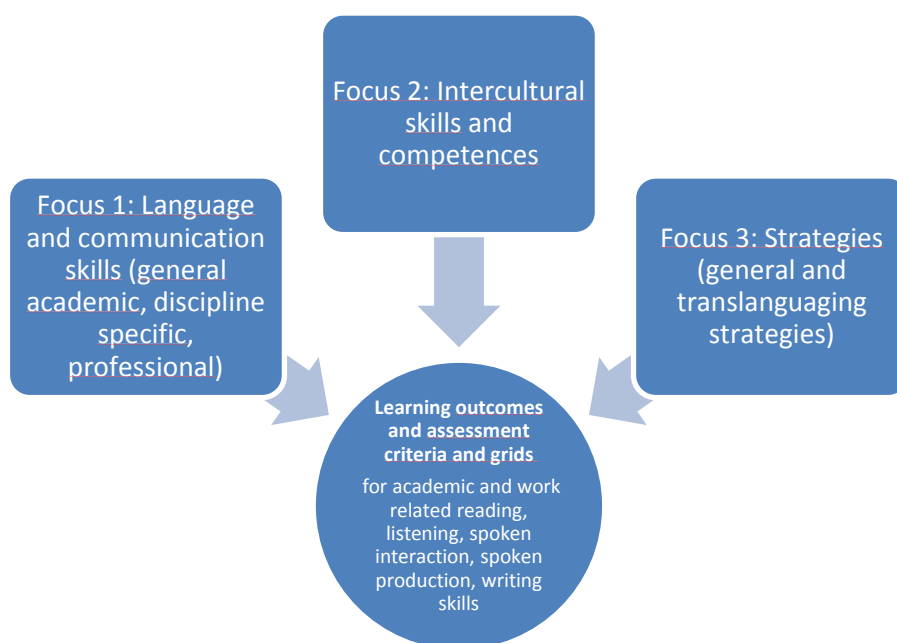 Focus 2: Intercultural
skills and
competences
Focus 1: Language
and communication
skills (general
academic, discipline
specific,
professional)
Focus 3: Strategies
(general and
translanguaging
strategies)
Learning outcomes
and assessment
criteria and grids
for academic and work
related reading,
listening, spoken
interaction, spoken
production, writing
skills